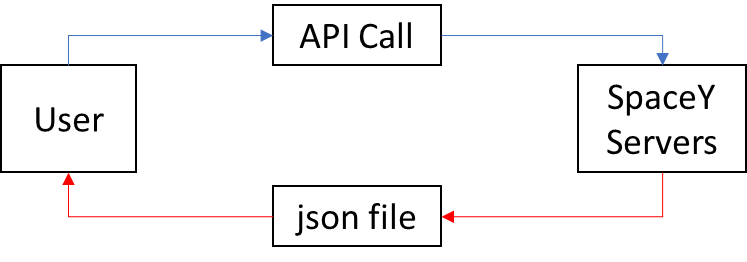 API Call
User
SpaceY
Servers
json file